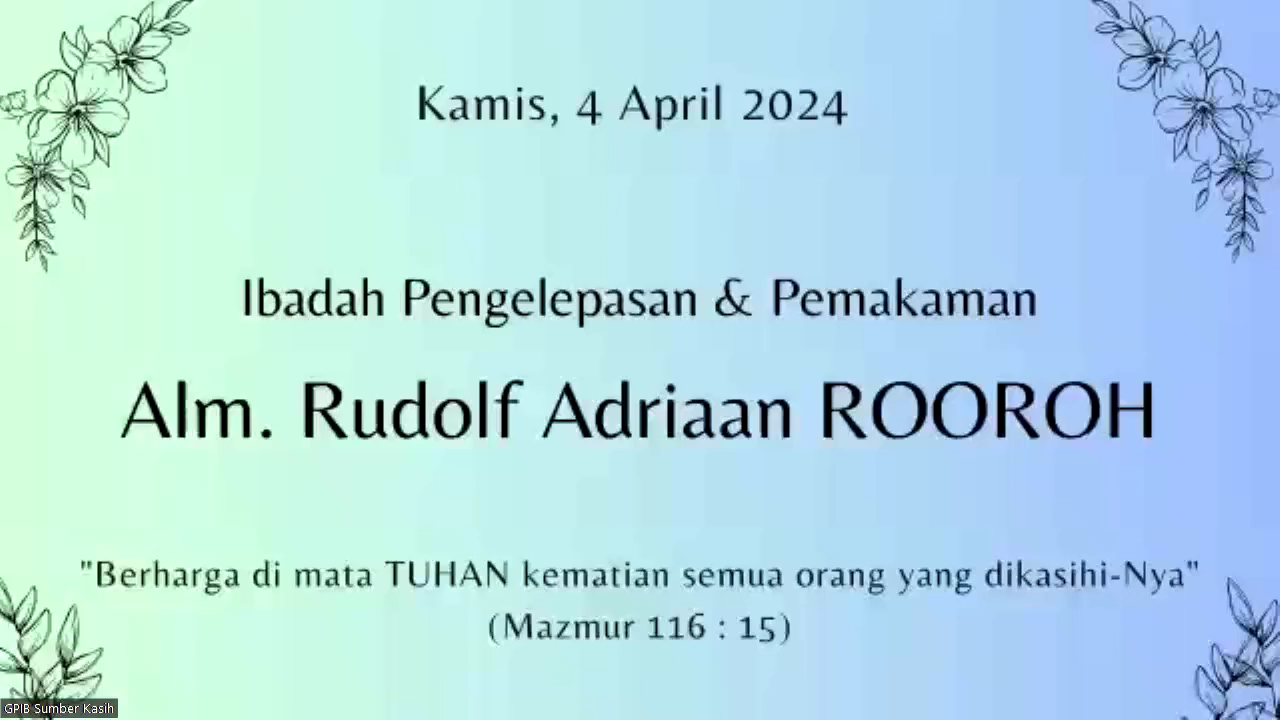 Kamis, 4 April 2024
Ibadah Pengelepasan & Pemakaman
Alm. Rudolf Adriaan ROOROH
"Berharga di mata TUHAN kematian semua orang yang dikasihi-Nya"
(Mazmur 116 : 15)
GPIB Sumber Kasih